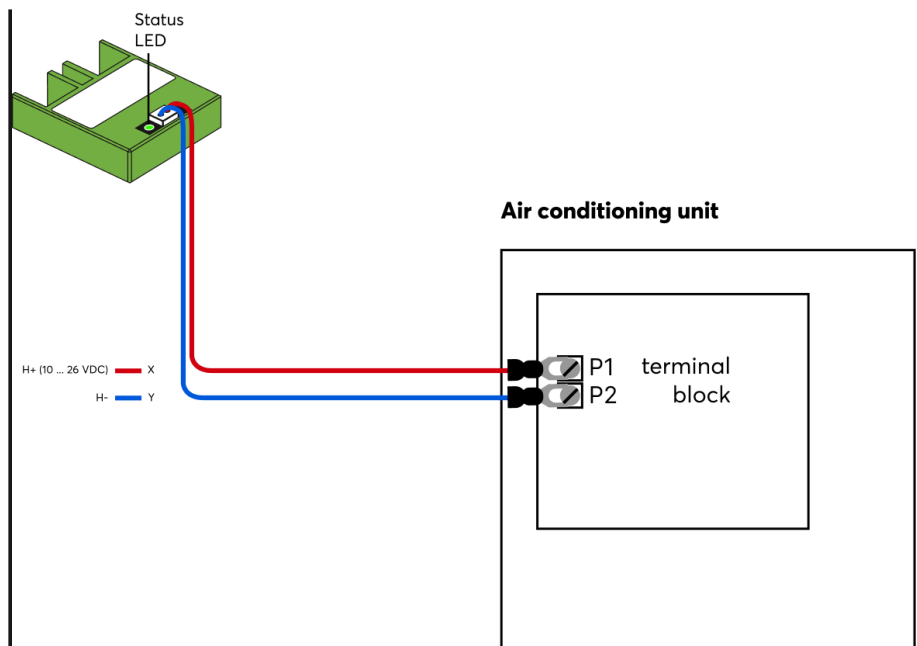 Status
LED
Air conditioning unit
H+ (10 ... 26 VDC) X
H- Y
P1 terminal
P2 block